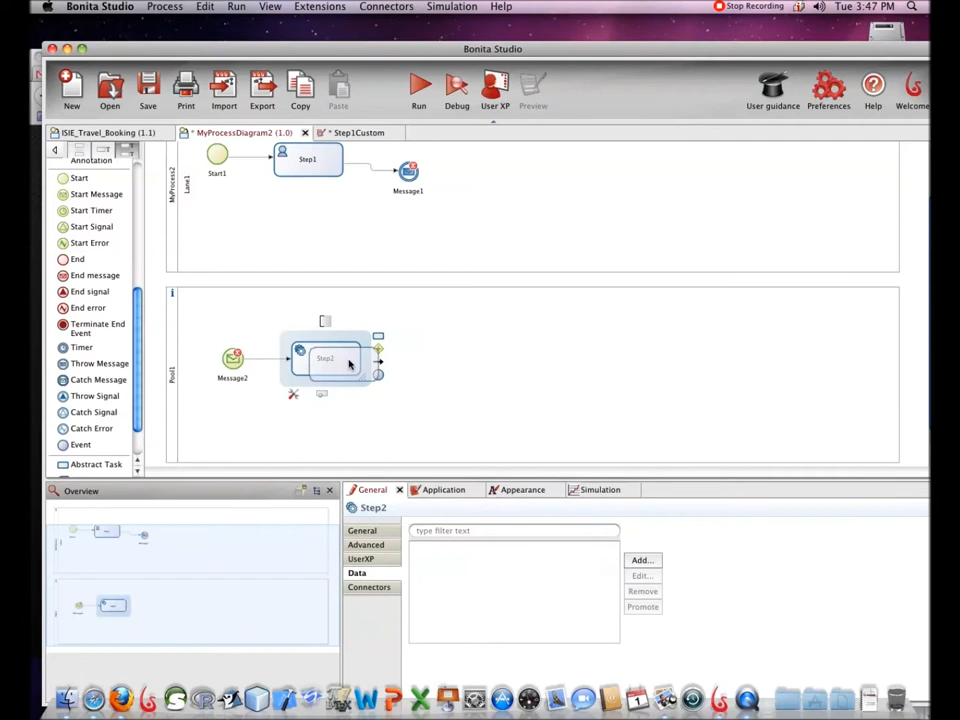 Bonita Studio Process Edit Run View Extensions Connectors Simulation Help Stop Recording Tue 3:47 PM
Bonita Studio
New Open Save Print Import Export Copy Paste Run Debug User XP Preview User guidance Preferences Help Welcome
ISIE_Travel_Booking (1.1) * MyProcessDiagram2 (1.0) * Step1Custom
Annotation
Start
Start Message
Start Timer
Start Signal
Start Error
End
End message
End signal
End error
Terminate End
Event
Timer
Throw Message
Catch Message
Throw Signal
Catch Signal
Catch Error
Event
Abstract Task
MyProcess2
Lane1
Start1
Step1
Message1
Pool1
Message2
Step2
Overview
General Application Appearance Simulation
Step2
General
Advanced
UserXP
Data
Connectors
type filter text
Add...
Edit...
Remove
Promote